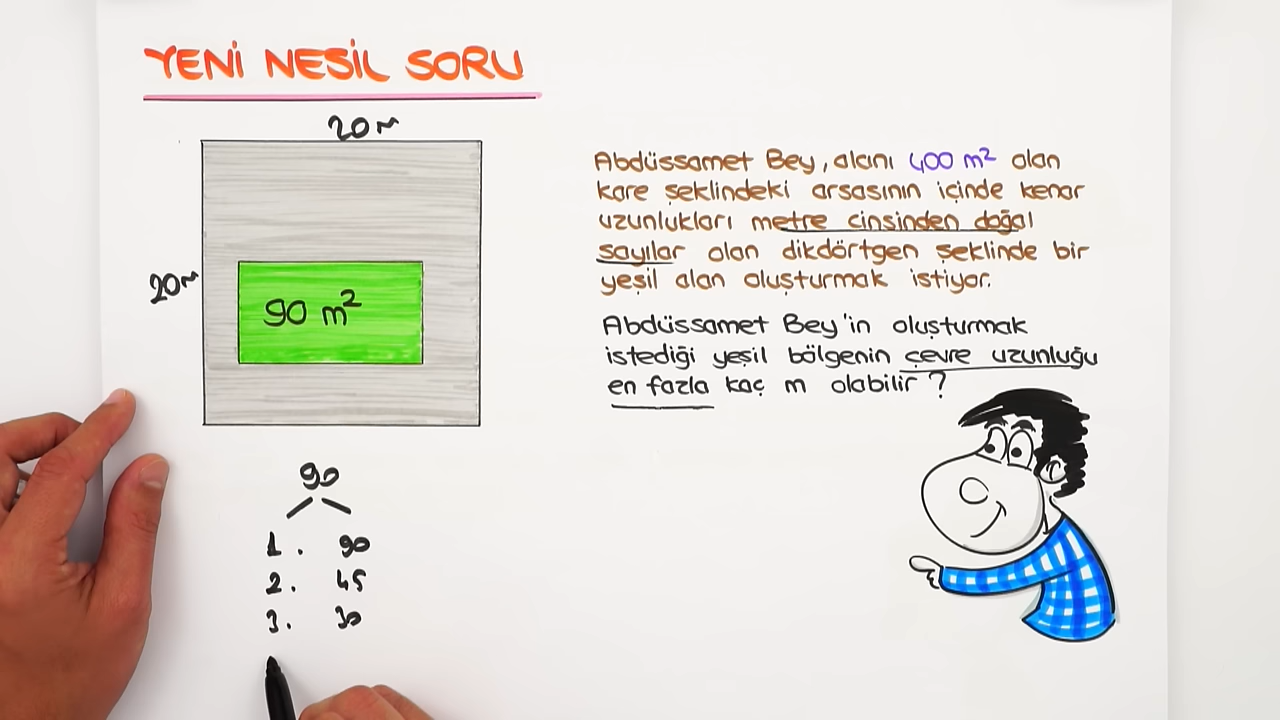 YENİ NESİL SORU
20m
20m
90 m²
Abdüssamet Bey, alanı 400 m² olan
kare şeklindeki arsasının içinde kenar
uzunlukları metre cinsinden doğal
sayılar olan dikdörtgen şeklinde bir
yeşil alan oluşturmak istiyor.
Abdüssamet Bey'in oluşturmak
istediği yeşil bölgenin çevre uzunluğu
en fazla kaç m olabilir?
90
1. 90
2. 45
3. 30